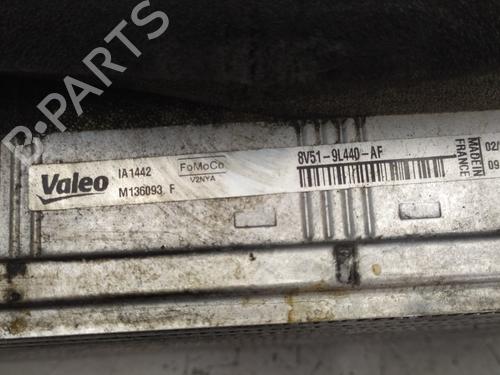 Valeo
IA1442
M136093 F
FoMoCo
V2NYA
8V51-9L440-AF
MADE IN
FRANCE
02/
09
B-PARTS